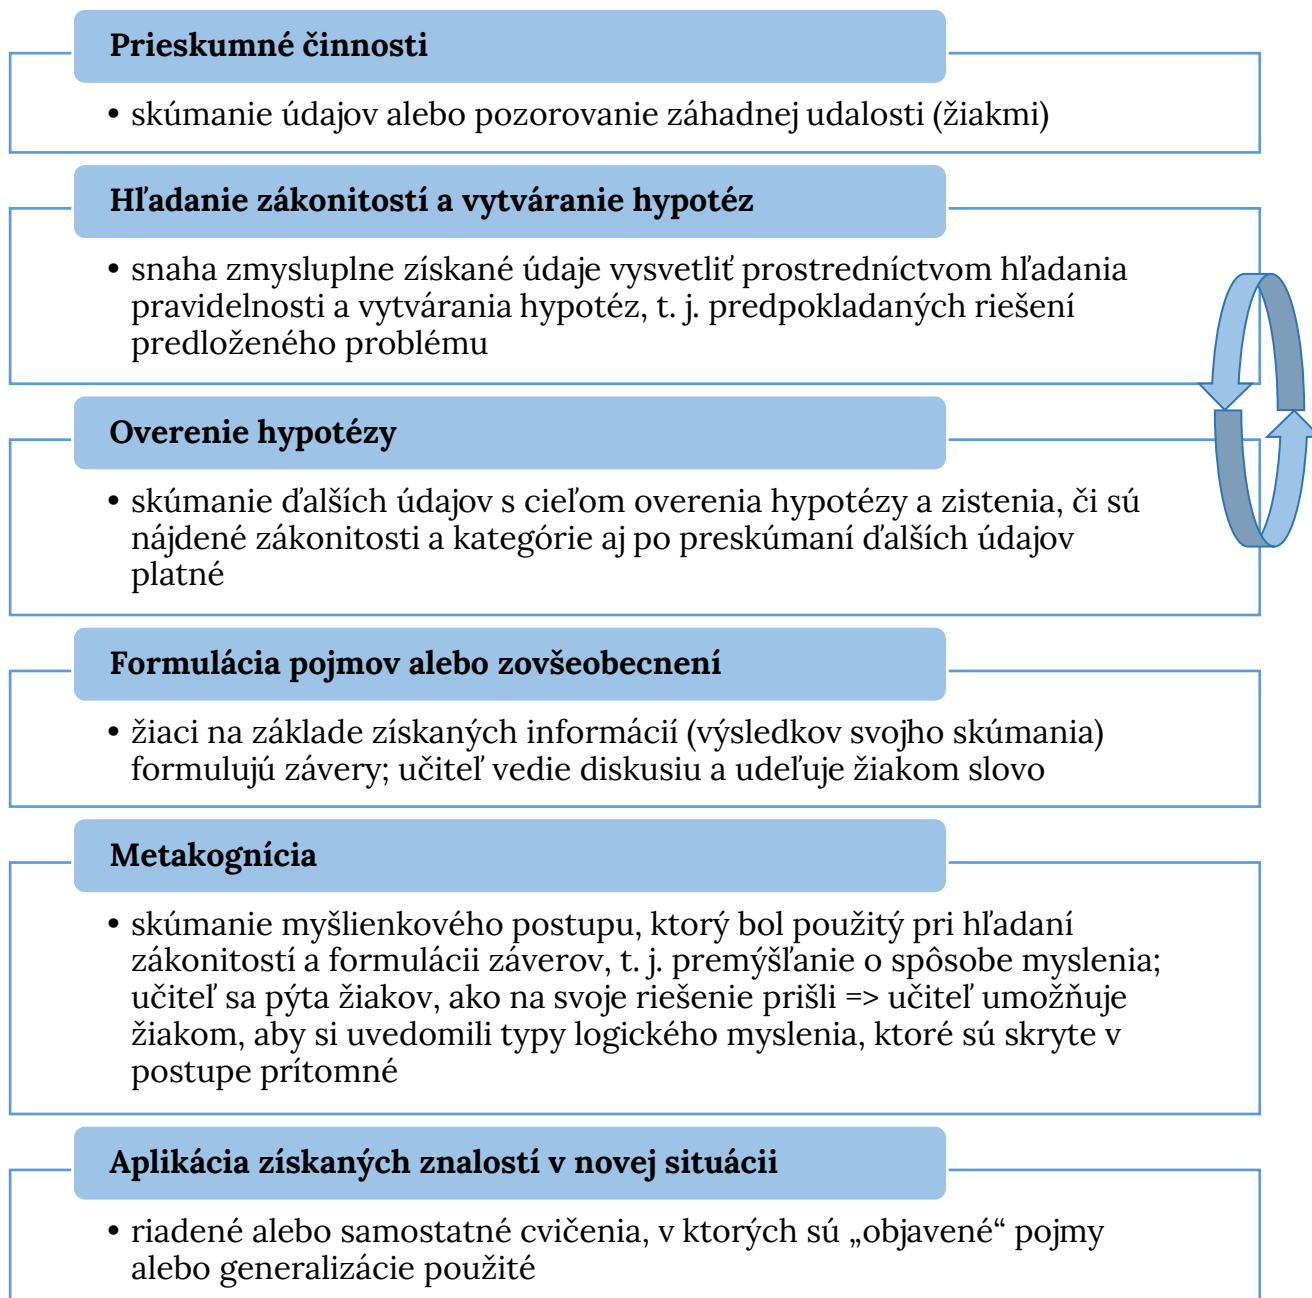 Prieskumné činnosti
• skúmanie údajov alebo pozorovanie záhadnej udalosti (žiakmi)
Hľadanie zákonitostí a vytváranie hypotéz
• snaha zmysluplne získané údaje vysvetliť prostredníctvom hľadania
pravidelnosti a vytvárania hypotéz, t. j. predpokladaných riešení
predloženého problému
Overenie hypotézy
• skúmanie ďalších údajov s cieľom overenia hypotézy a zistenia, či sú
nájdené zákonitosti a kategórie aj po preskúmaní ďalších údajov
platné
Formulácia pojmov alebo zovšeobecnení
• žiaci na základe získaných informácií (výsledkov svojho skúmania)
formulujú závery; učiteľ vedie diskusiu a udeľuje žiakom slovo
Metakognícia
• skúmanie myšlienkového postupu, ktorý bol použitý pri hľadaní
zákonitostí a formulácii záverov, t. j. premýšľanie o spôsobe myslenia;
učiteľ sa pýta žiakov, ako na svoje riešenie prišli => učiteľ umožňuje
žiakom, aby si uvedomili typy logického myslenia, ktoré sú skryte v
postupe prítomné
Aplikácia získaných znalostí v novej situácii
• riadené alebo samostatné cvičenia, v ktorých sú „objavené“ pojmy
alebo generalizácie použité